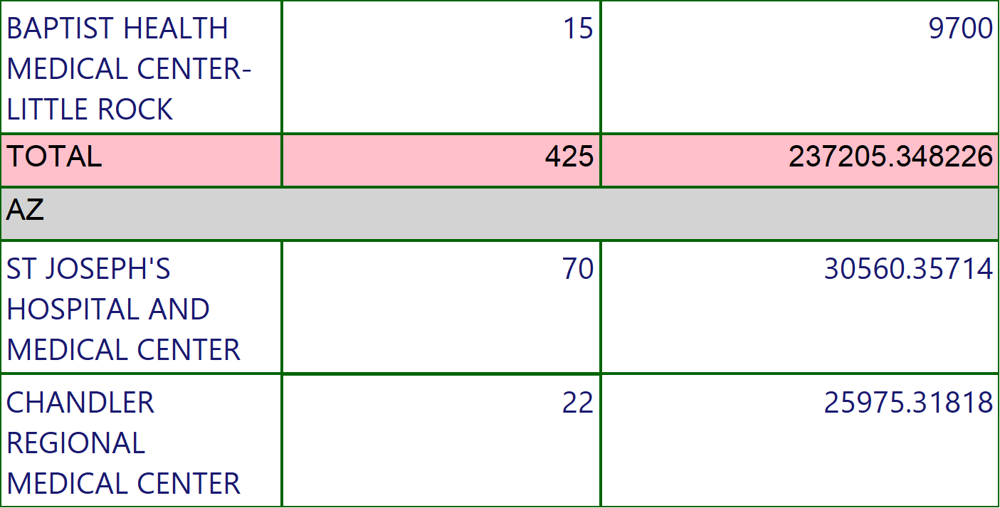 BAPTIST HEALTH 15 9700
MEDICAL CENTER-
LITTLE ROCK
TOTAL 425 237205.348226
AZ
ST JOSEPH'S 70 30560.35714
HOSPITAL AND
MEDICAL CENTER
CHANDLER 22 25975.31818
REGIONAL
MEDICAL CENTER